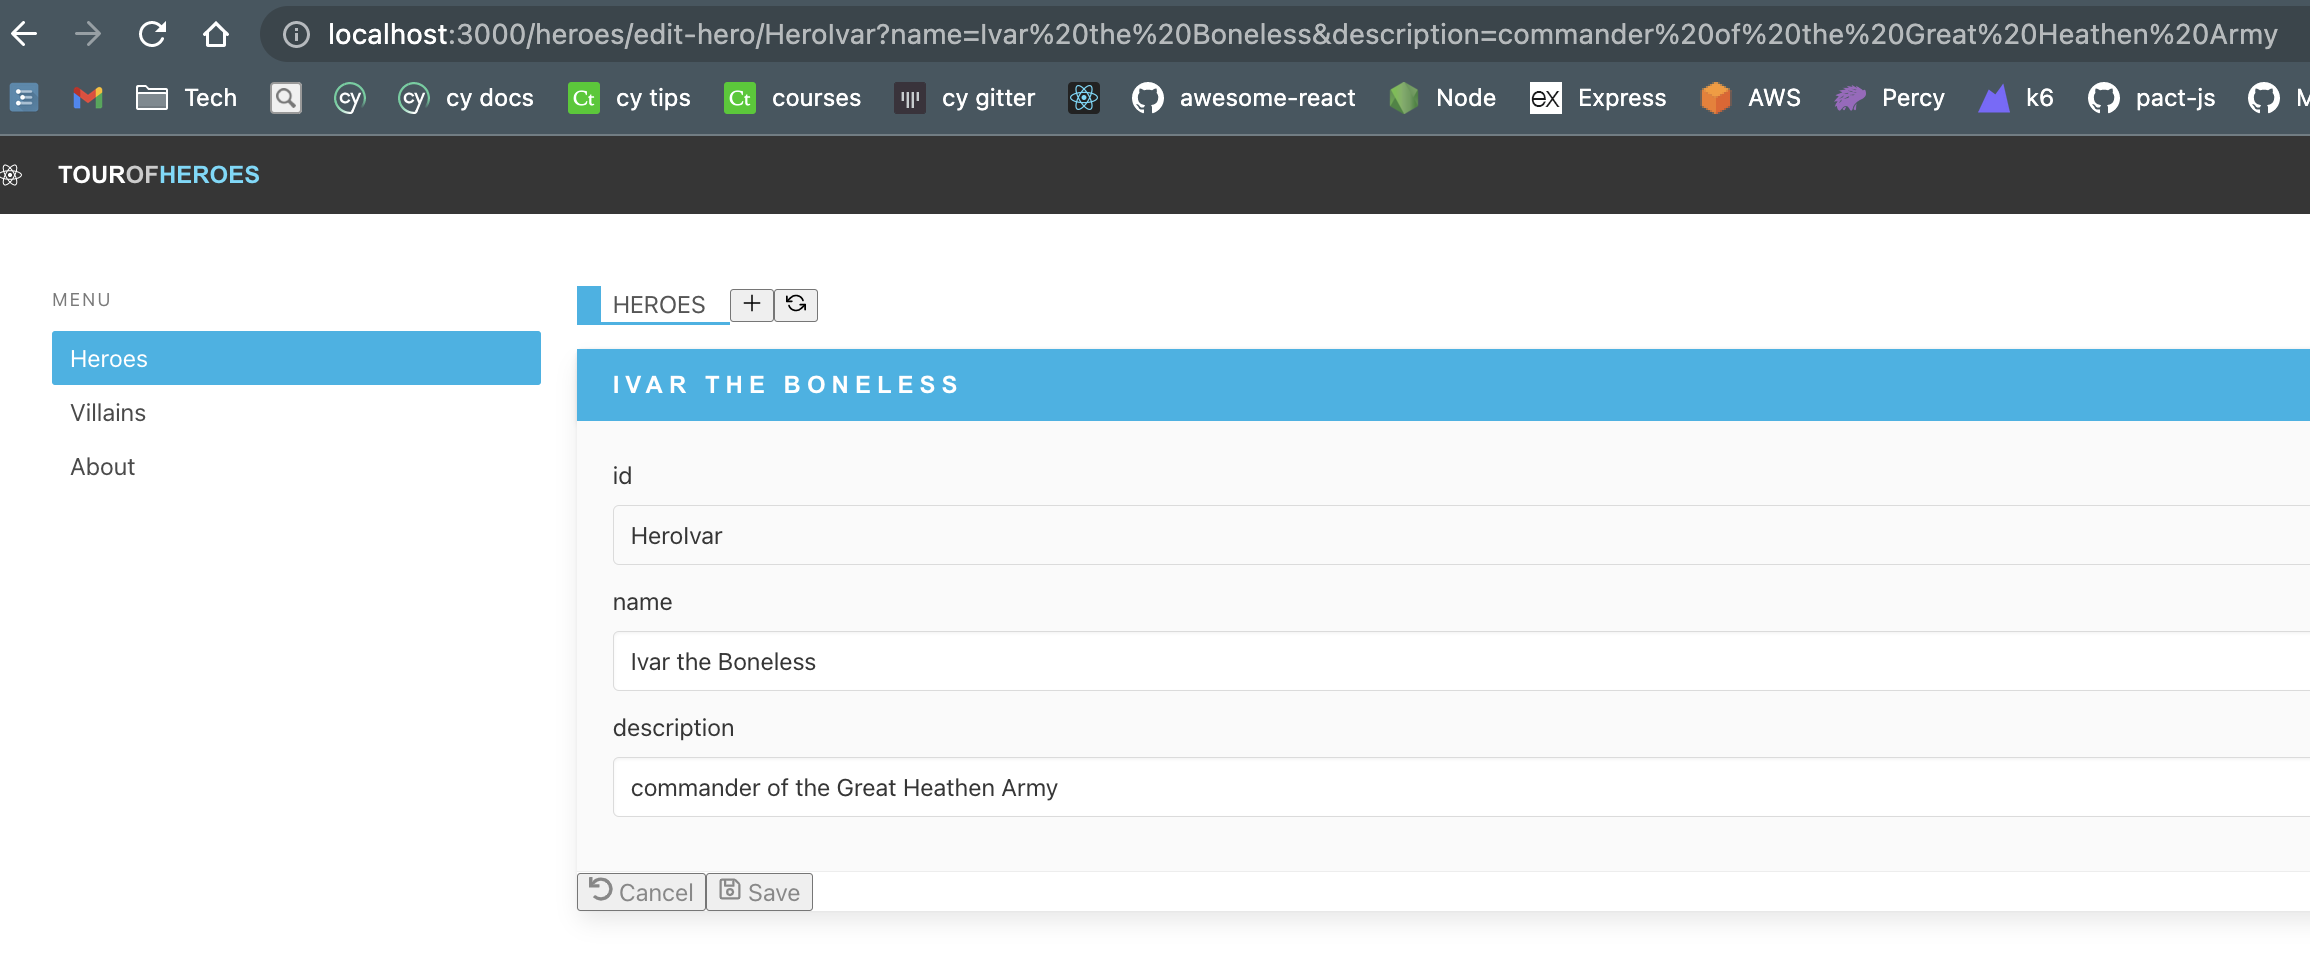 localhost:3000/heroes/edit-hero/HeroIvar?name=Ivar%20the%20Boneless&description=commander%20of%20the%20Great%20Heathen%20Army
Tech cy cy cy docs Ct cy tips Ct courses cy gitter awesome-react Node ex Express AWS Percy k6 pact-js M
TOUROFHEROES
MENU
Heroes
Villains
About
HEROES
IVAR THE BONELESS
id
HeroIvar
name
Ivar the Boneless
description
commander of the Great Heathen Army
Cancel Save